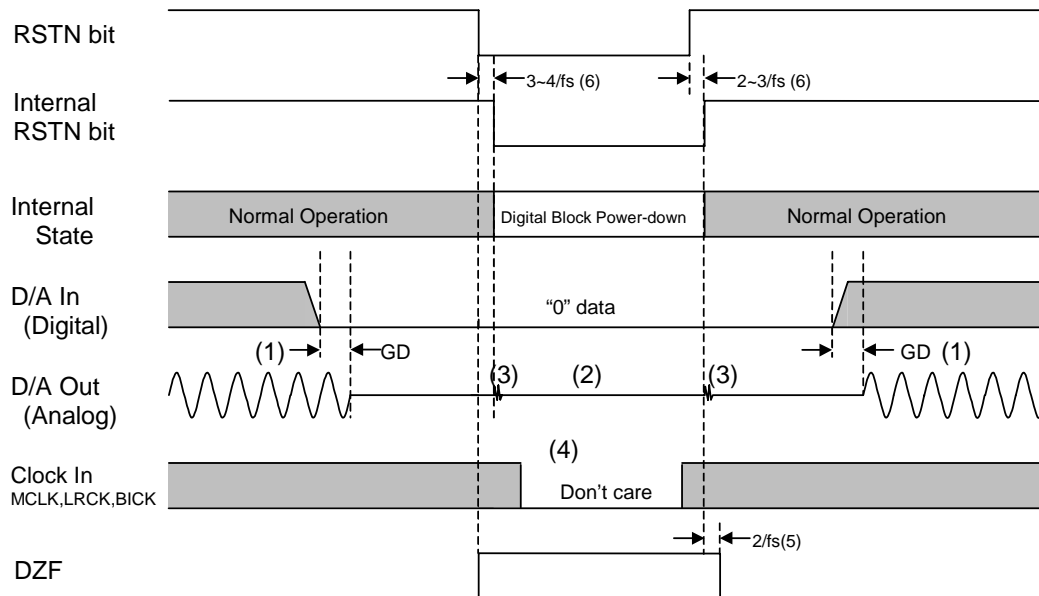 RSTN bit
3~4/fs (6)
2~3/fs (6)
Internal
RSTN bit
Internal
State
Normal Operation
Digital Block Power-down
Normal Operation
D/A In
(Digital)
“0” data
(1)
GD
GD
(1)
D/A Out
(Analog)
(3)
(2)
(3)
Clock In
MCLK,LRCK,BICK
(4)
Don’t care
2/fs(5)
DZF